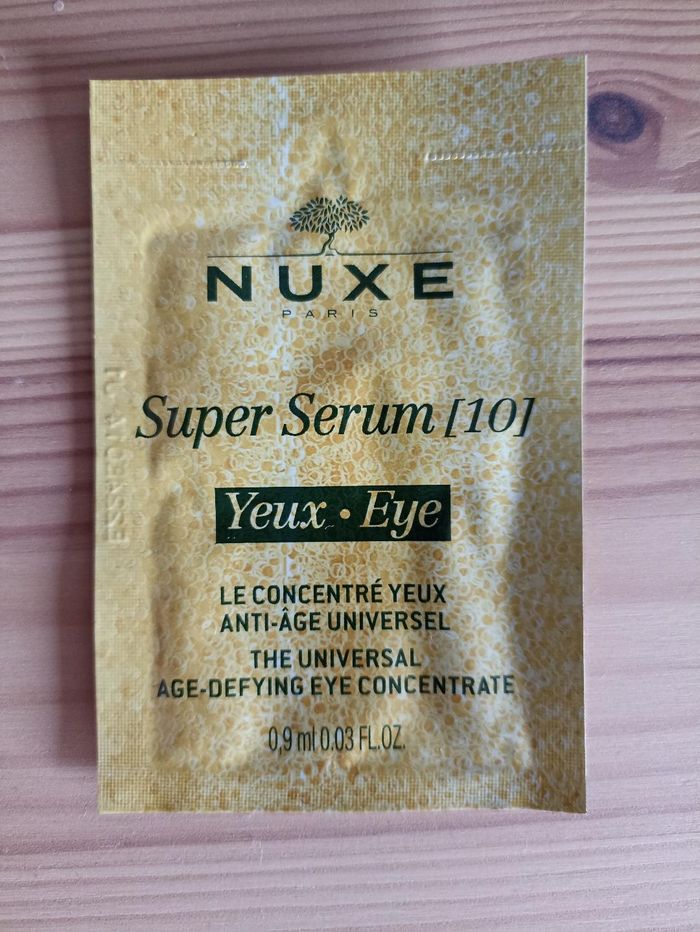 NUXE
PARIS
Super Serum [10]
Yeux • Eye
LE CONCENTRÉ YEUX
ANTI-ÂGE UNIVERSEL
THE UNIVERSAL
AGE-DEFYING EYE CONCENTRATE
0,9 ml 0.03 FL.OZ.